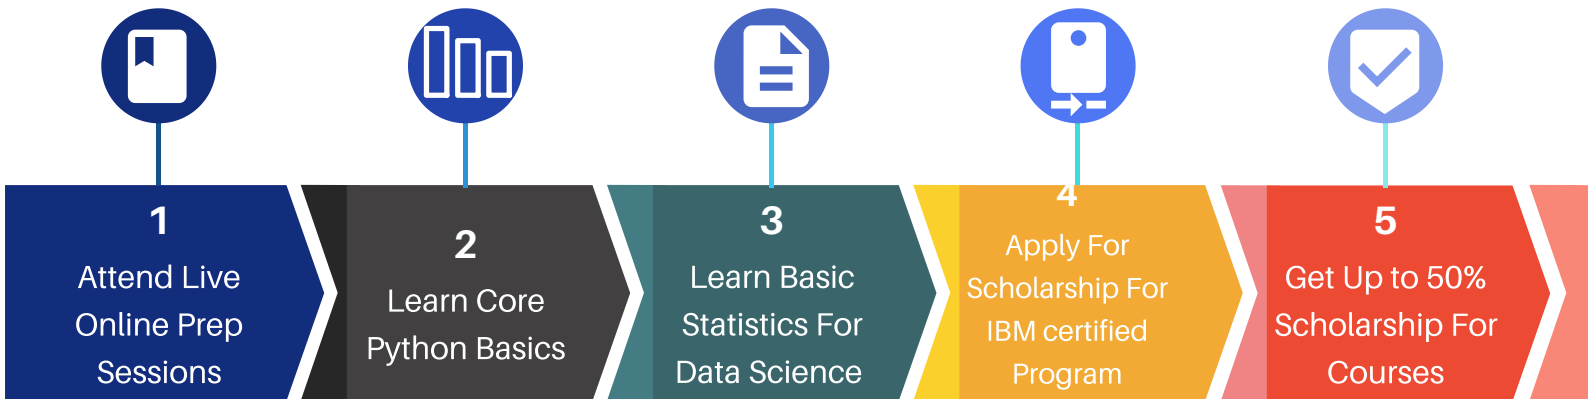 1
Attend Live
Online Prep
Sessions
2
Learn Core
Python Basics
3
Learn Basic
Statistics For
Data Science
4
Apply For
Scholarship For
IBM certified
Program
5
Get Up to 50%
Scholarship For
Courses